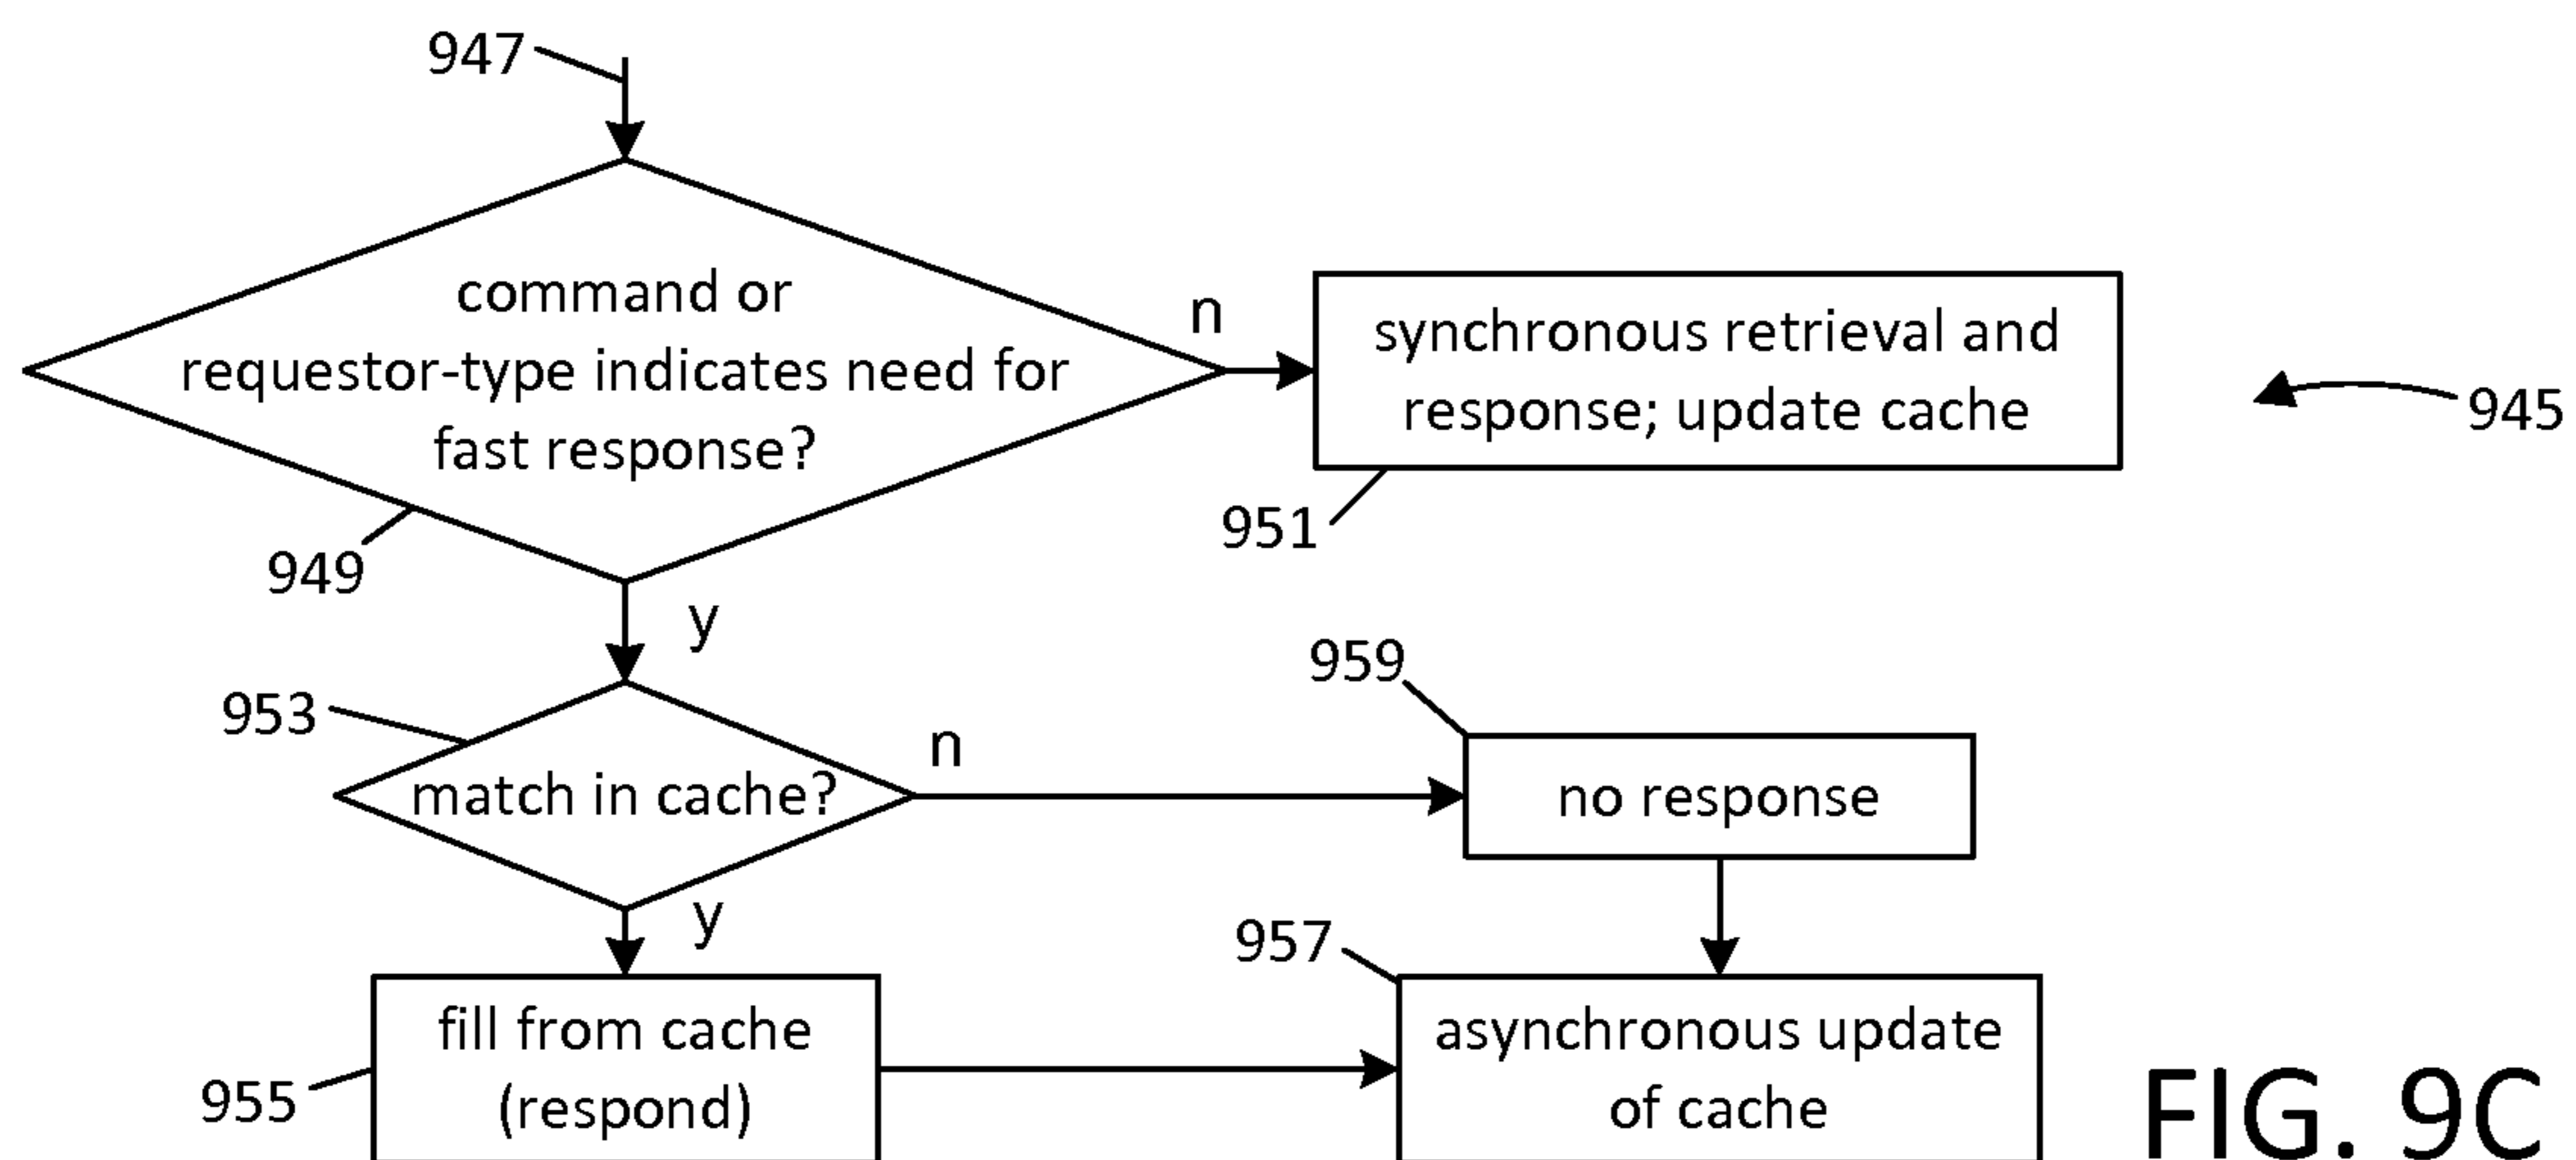 947
command or
requestor-type indicates need for
fast response?
949
n
synchronous retrieval and
response; update cache
951
945
y
953
match in cache?
n
959
no response
y
955
fill from cache
(respond)
957
asynchronous update
of cache
FIG. 9C